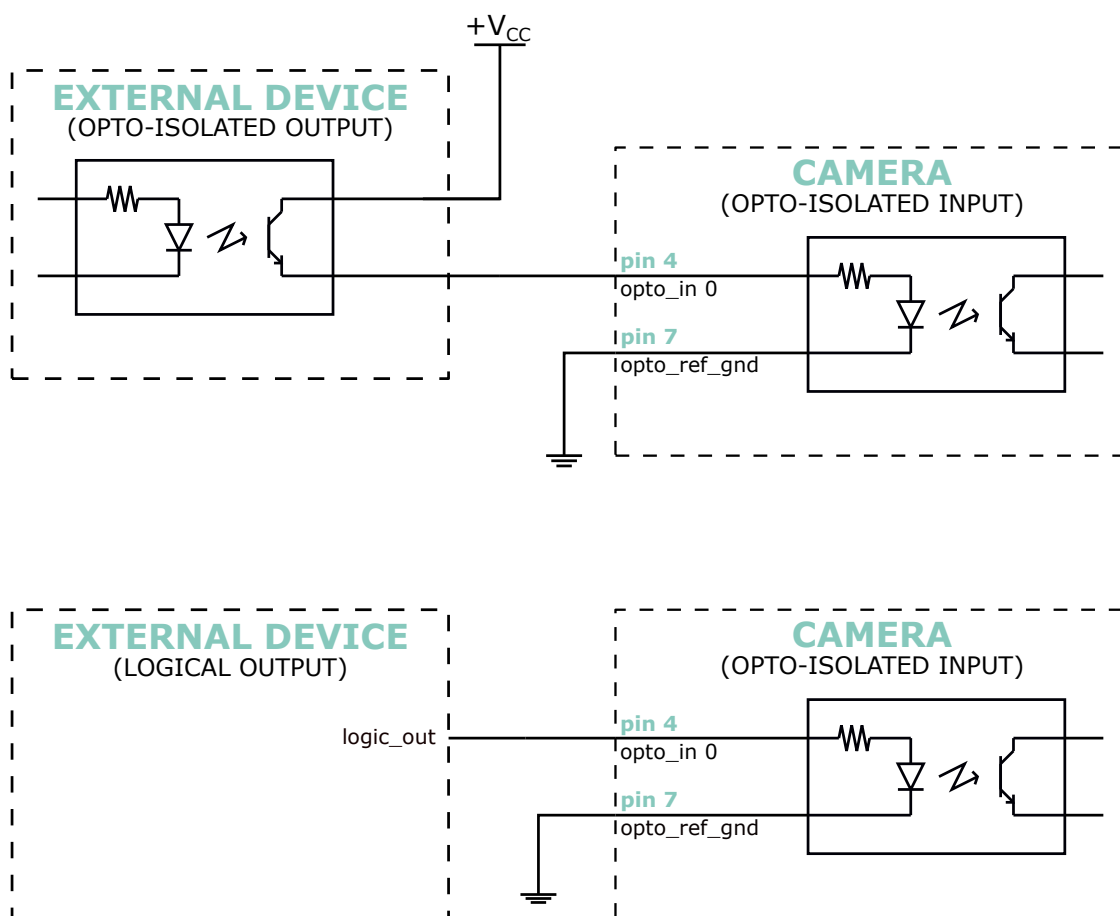 +VCC
EXTERNAL DEVICE
(OPTO-ISOLATED OUTPUT)
CAMERA
(OPTO-ISOLATED INPUT)
pin 4
opto_in 0
pin 7
opto_ref_gnd
EXTERNAL DEVICE
(LOGICAL OUTPUT)
logic_out
CAMERA
(OPTO-ISOLATED INPUT)
pin 4
opto_in 0
pin 7
opto_ref_gnd